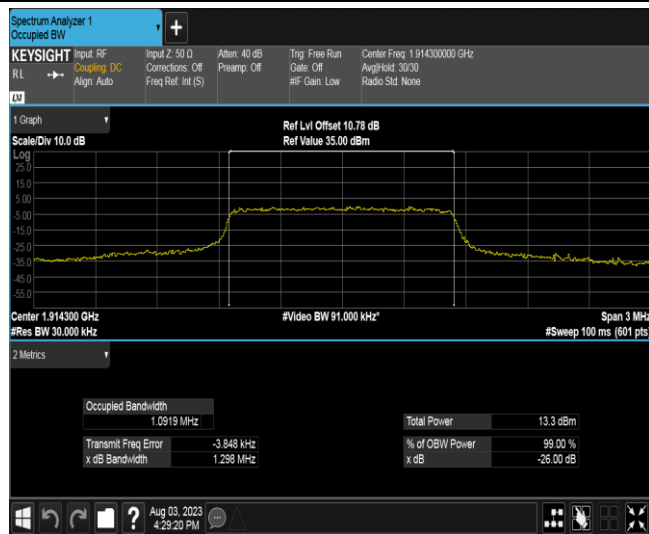 Spectrum Analyzer 1
Occupied BW
+
KEYSIGHT
RL
Input: RF
Coupling: DC
Align: Auto
Input Z: 50 Ω
Corrections: Off
Freq Ref: Int (S)
Atten: 40 dB
Preamp: Off
Trig: Free Run
Gate: Off
#IF Gain: Low
Center Freq: 1.914300000 GHz
Avg|Hold: 30/30
Radio Std: None
1 Graph
Scale/Div 10.0 dB
Ref Lvl Offset 10.78 dB
Ref Value 35.00 dBm
Log
25.0
15.0
5.00
-5.00
-15.0
-25.0
-35.0
-45.0
-55.0
Center 1.914300 GHz
#Res BW 30.000 kHz
#Video BW 91.000 kHz*
Span 3 MHz
#Sweep 100 ms (601 pts)
2 Metrics
Occupied Bandwidth
1.0919 MHz
Transmit Freq Error -3.848 kHz
x dB Bandwidth 1.298 MHz
Total Power 13.3 dBm
% of OBW Power 99.00 %
x dB -26.00 dB
?
Aug 03, 2023
4:29:20 PM